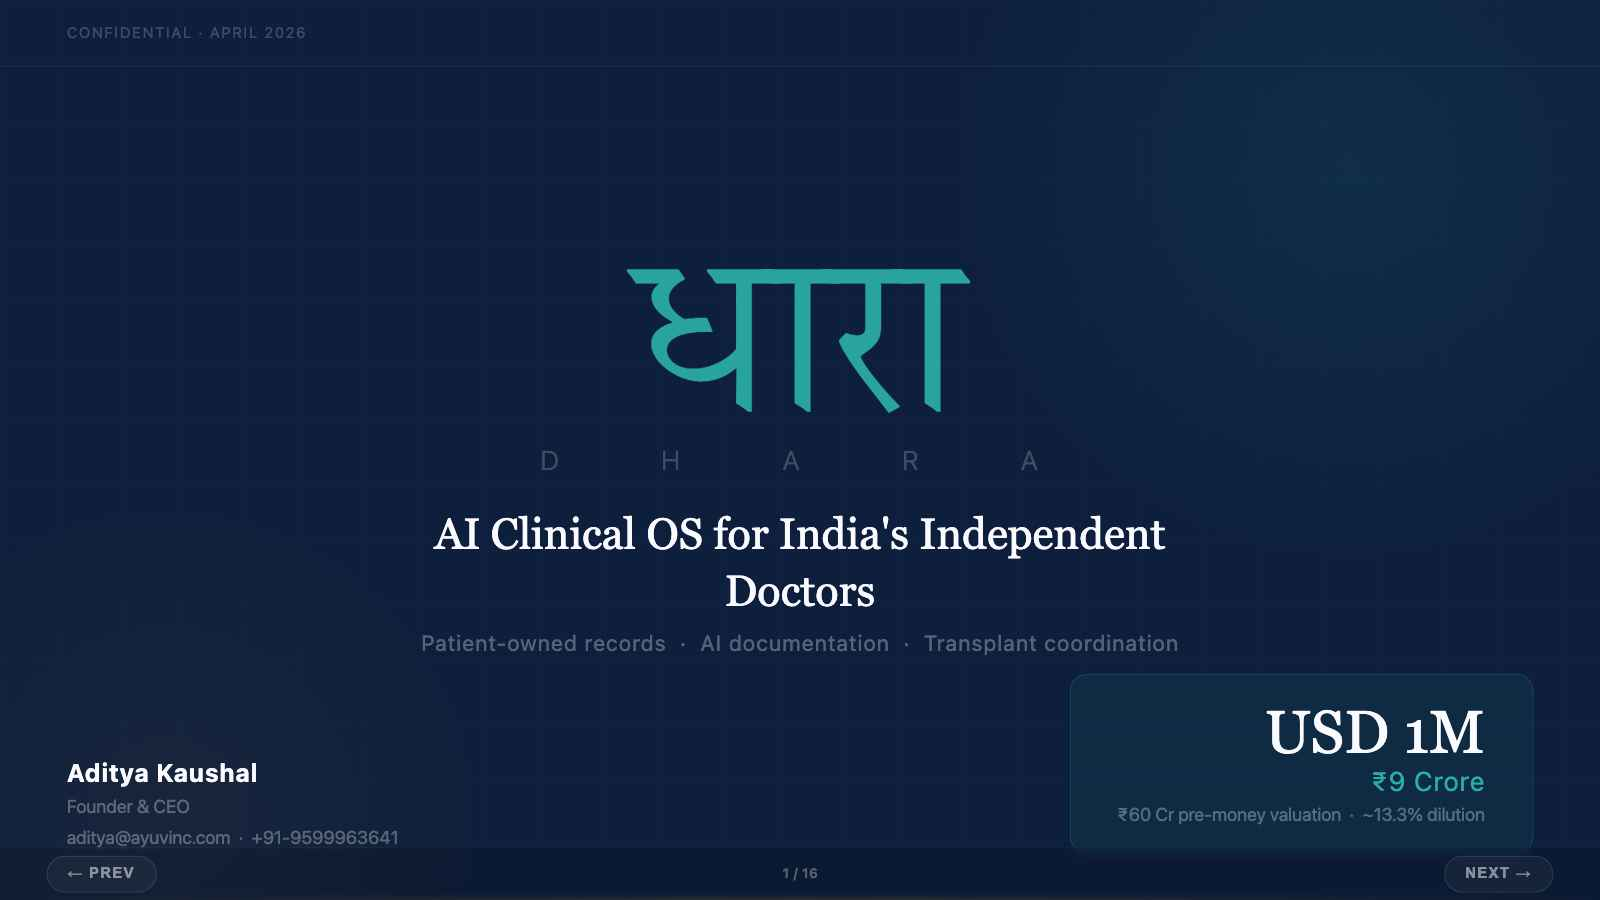 CONFIDENTIAL · APRIL 2026
धारा
D H A R A
AI Clinical OS for India's Independent
Doctors
Patient-owned records · AI documentation · Transplant coordination
USD 1M
₹9 Crore
₹60 Cr pre-money valuation · ~13.3% dilution
Aditya Kaushal
Founder & CEO
aditya@ayuvinc.com · +91-9599963641
← PREV
1 / 16
NEXT →